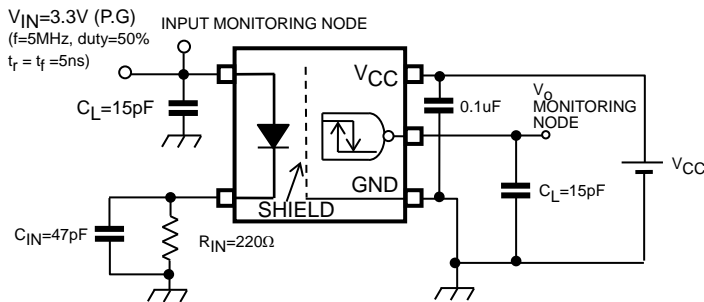 VIN=3.3V (P.G)
(f=5MHz, duty=50%
tr = tf =5ns)
INPUT MONITORING NODE
CL=15pF
VCC
GND
SHIELD
0.1uF
Vo
MONITORING
NODE
CL=15pF
VCC
CIN=47pF
RIN=220Ω